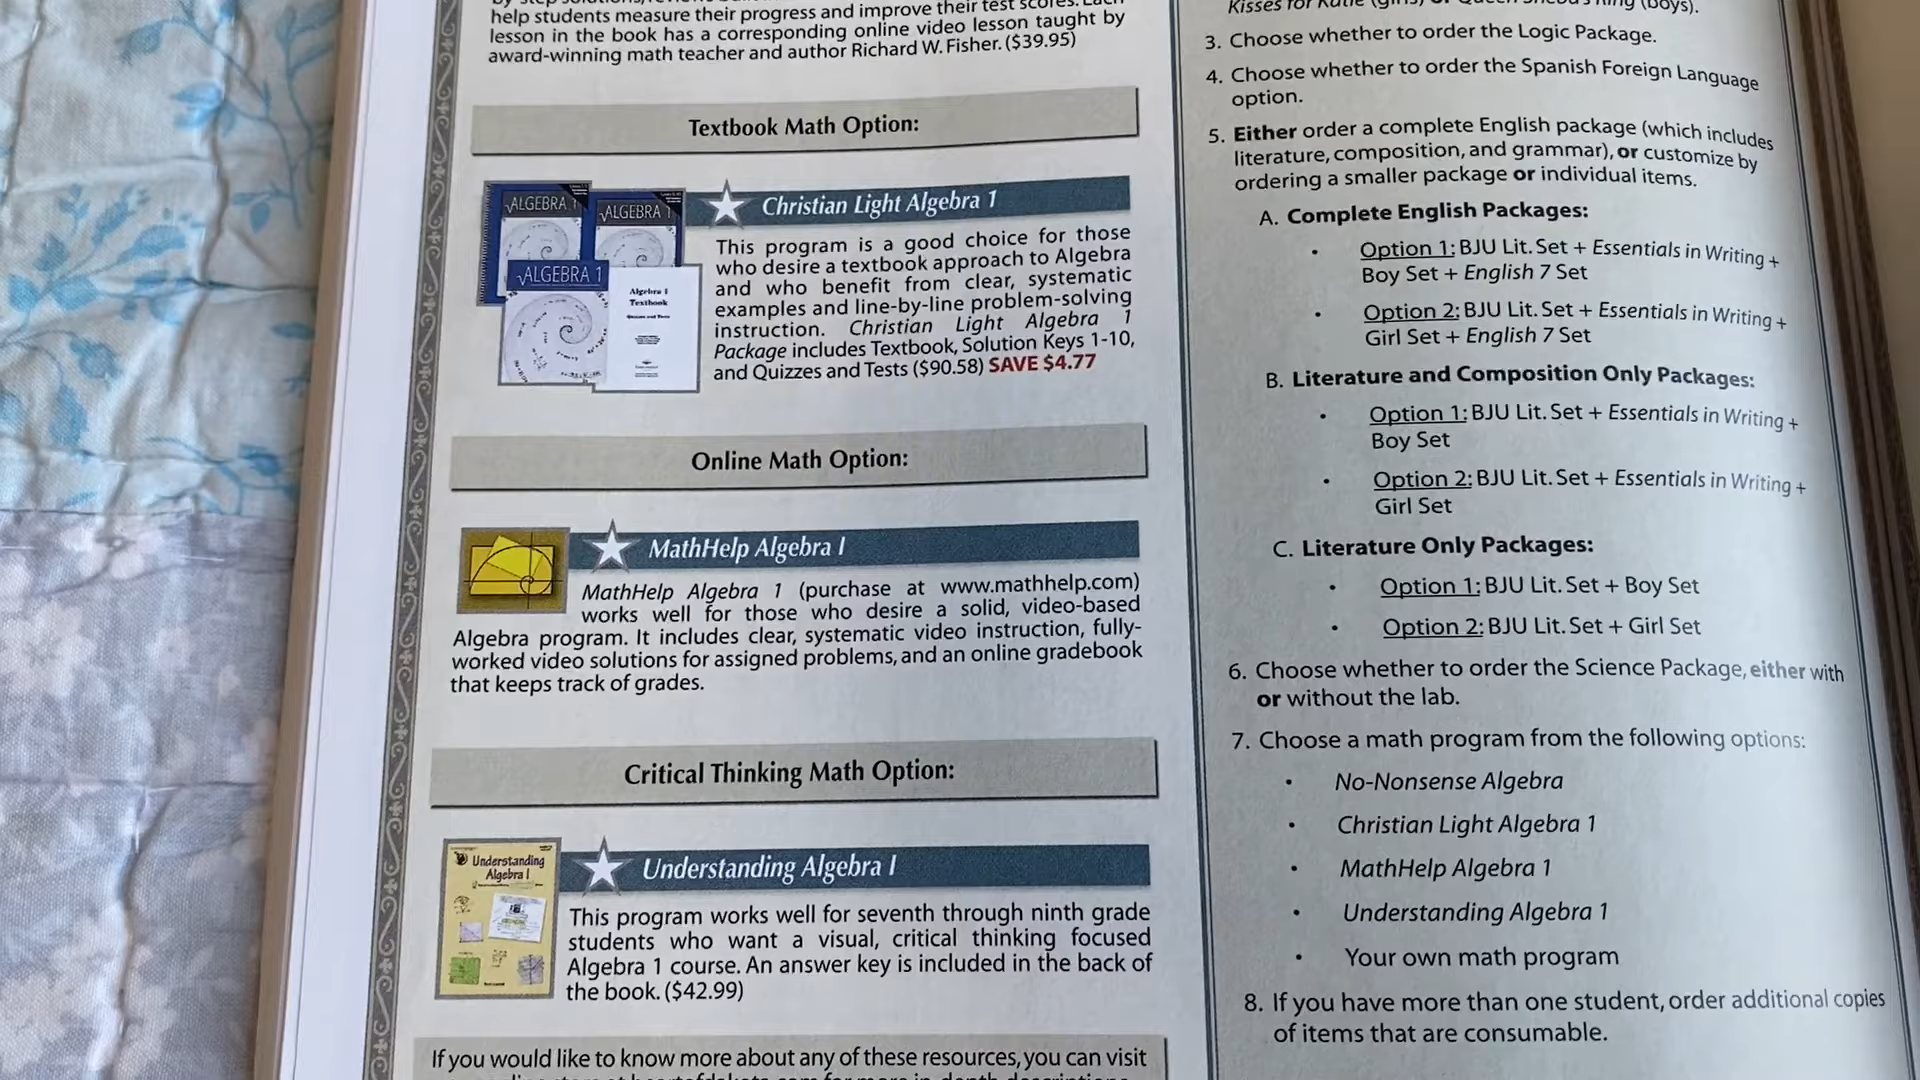 help students measure their progress and improve their test scores. Each
lesson in the book has a corresponding online video lesson taught by
award-winning math teacher and author Richard W. Fisher. ($39.95)
Textbook Math Option:
ALGEBRA 1
ALGEBRA 1
ALGEBRA 1
Algebra 1
Textbook
Quizzes and Tests
Christian Light Algebra 1
This program is a good choice for those
who desire a textbook approach to Algebra
and who benefit from clear, systematic
examples and line-by-line problem-solving
instruction. Christian Light Algebra 1
Package includes Textbook, Solution Keys 1-10,
and Quizzes and Tests ($90.58) SAVE $4.77
Online Math Option:
MathHelp Algebra I
MathHelp Algebra 1 (purchase at www.mathhelp.com)
works well for those who desire a solid, video-based
Algebra program. It includes clear, systematic video instruction, fully-
worked video solutions for assigned problems, and an online gradebook
that keeps track of grades.
Critical Thinking Math Option:
Understanding
Algebra I
Understanding Algebra I
This program works well for seventh through ninth grade
students who want a visual, critical thinking focused
Algebra 1 course. An answer key is included in the back of
the book. ($42.99)
If you would like to know more about any of these resources, you can visit
Kisses for Katie (girls) or Queen Sheba's Ring (boys).
3. Choose whether to order the Logic Package.
4. Choose whether to order the Spanish Foreign Language
option.
5. Either order a complete English package (which includes
literature, composition, and grammar), or customize by
ordering a smaller package or individual items.
A. Complete English Packages:
• Option 1: BJU Lit. Set + Essentials in Writing +
Boy Set + English 7 Set
• Option 2: BJU Lit. Set + Essentials in Writing +
Girl Set + English 7 Set
B. Literature and Composition Only Packages:
• Option 1: BJU Lit. Set + Essentials in Writing +
Boy Set
• Option 2: BJU Lit. Set + Essentials in Writing +
Girl Set
C. Literature Only Packages:
• Option 1: BJU Lit. Set + Boy Set
• Option 2: BJU Lit. Set + Girl Set
6. Choose whether to order the Science Package, either with
or without the lab.
7. Choose a math program from the following options:
• No-Nonsense Algebra
• Christian Light Algebra 1
• MathHelp Algebra 1
• Understanding Algebra 1
• Your own math program
8. If you have more than one student, order additional copies
of items that are consumable.